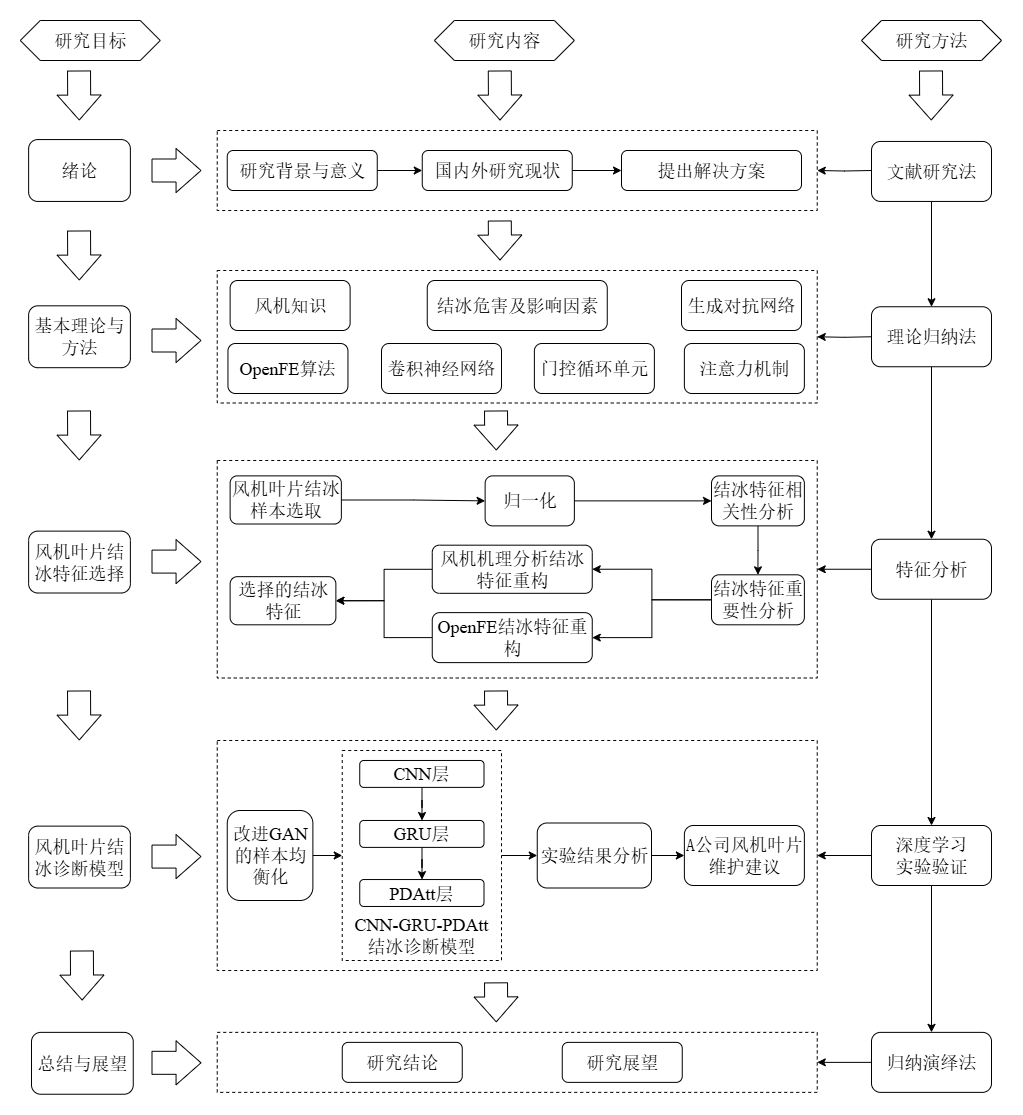 研究目标
研究内容
研究方法
绪论
研究背景与意义
国内外研究现状
提出解决方案
文献研究法
基本理论与
方法
风机知识
结冰危害及影响因素
生成对抗网络
OpenFE算法
卷积神经网络
门控循环单元
注意力机制
理论归纳法
风机叶片结
冰特征选择
风机叶片结冰
样本选取
归一化
结冰特征相
关性分析
风机机理分析结冰
特征重构
选择的结冰
特征
结冰特征重
要性分析
OpenFE结冰特征重
构
特征分析
风机叶片结
冰诊断模型
改进GAN
的样本均
衡化
CNN层
GRU层
PDAtt层
CNN-GRU-PDAtt
结冰诊断模型
实验结果分析
A公司风机叶片
维护建议
深度学习
实验验证
总结与展望
研究结论
研究展望
归纳演绎法